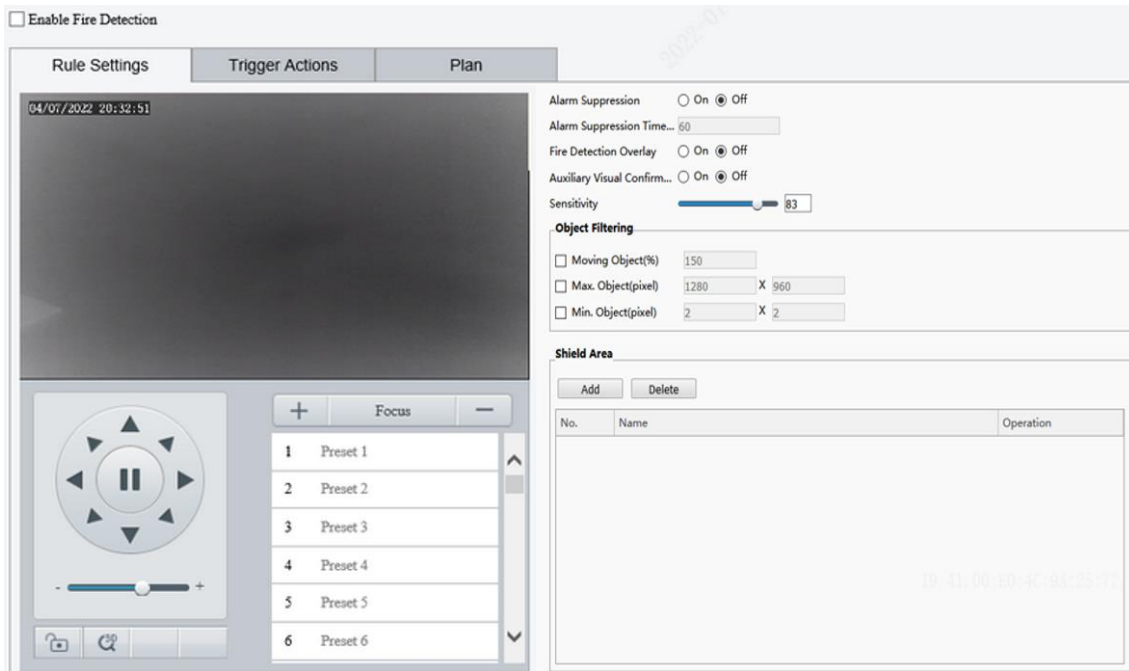 Enable Fire Detection
Rule Settings
Trigger Actions
Plan
04/07/2022 20:32:51
Alarm Suppression On Off
Alarm Suppression Time... 60
Fire Detection Overlay On Off
Auxiliary Visual Confirm... On Off
Sensitivity 83
Object Filtering
Moving Object(%) 150
Max. Object(pixel) 1280 X 960
Min. Object(pixel) 2 X 2
Shield Area
Add Delete
No. Name Operation
+ Focus −
1 Preset 1
2 Preset 2
3 Preset 3
4 Preset 4
5 Preset 5
6 Preset 6
- +
3D